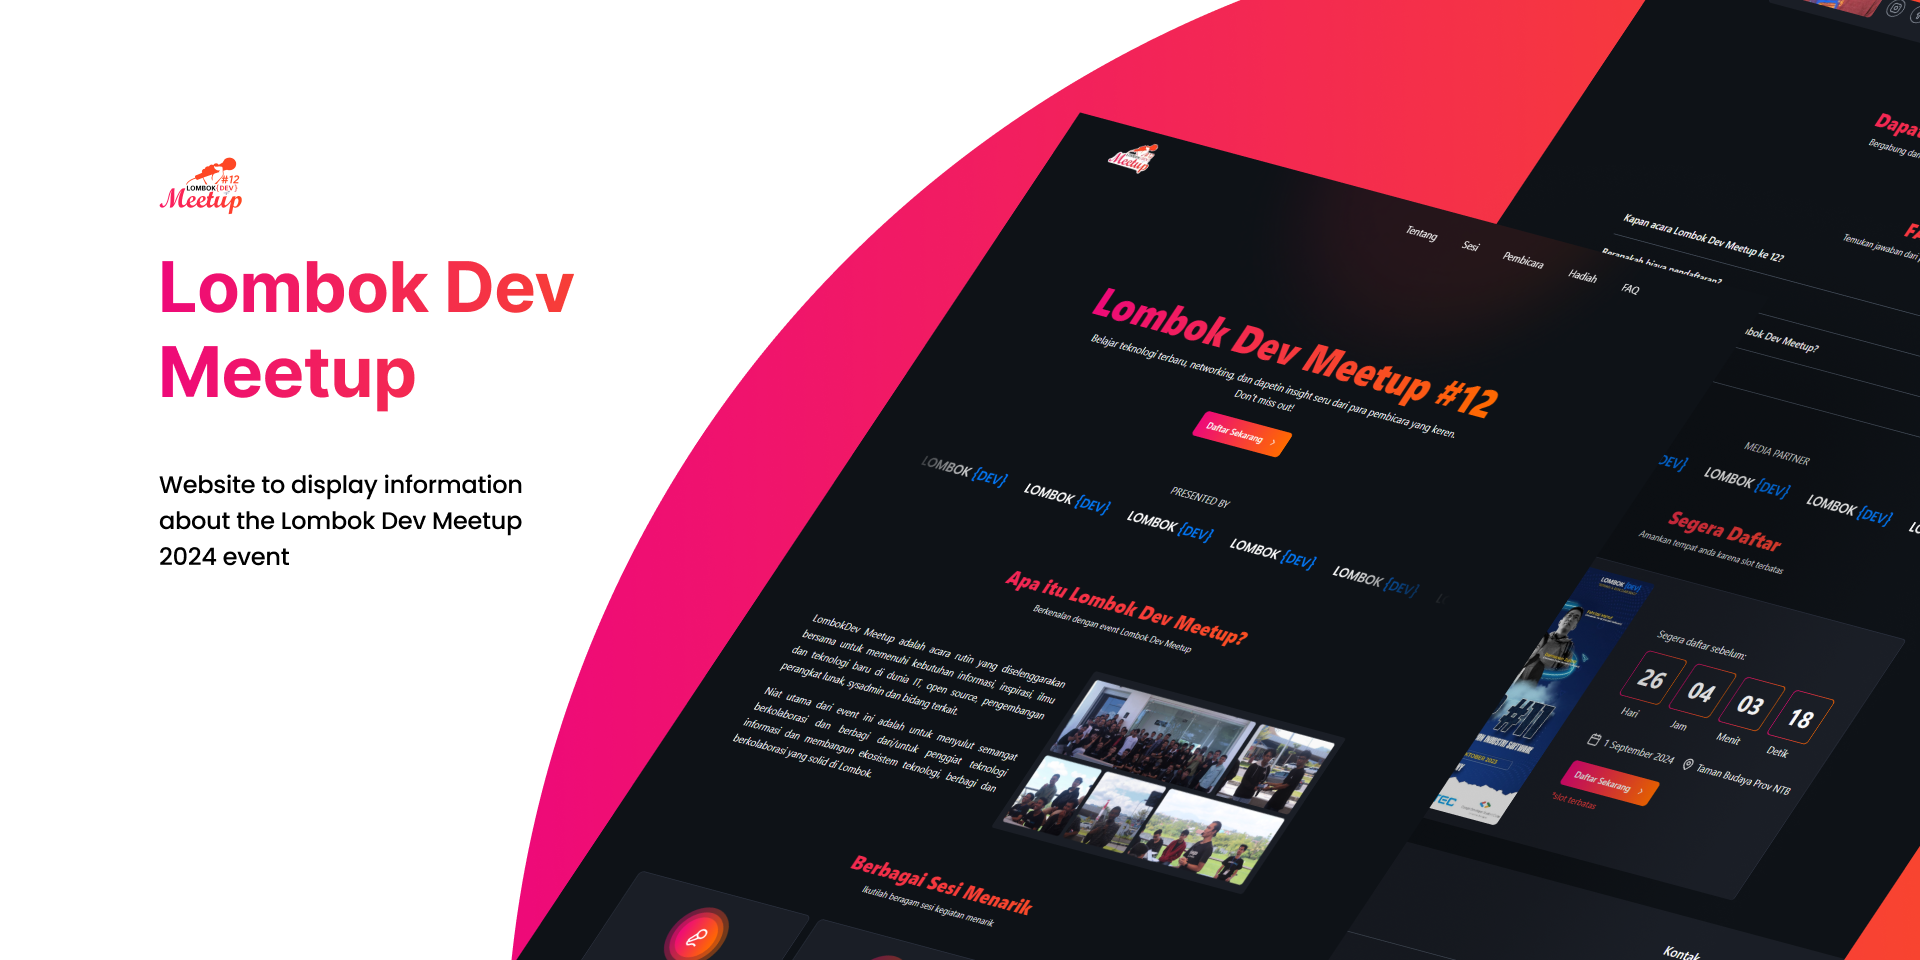 #12
LOMBOK{DEV}
Meetup
Lombok Dev
Meetup
Website to display information
about the Lombok Dev Meetup
2024 event
Meetup
Tentang
Sesi
Pembicara
Hadiah
FAQ
Lombok Dev Meetup #12
Belajar teknologi terbaru, networking, dan dapetin insight seru dari para pembicara yang keren.
Don't miss out!
Daftar Sekarang
PRESENTED BY
LOMBOK {DEV}
LOMBOK {DEV}
LOMBOK {DEV}
LOMBOK {DEV}
LOMBOK {DEV}
Apa itu Lombok Dev Meetup?
Berkenalan dengan event Lombok Dev Meetup
LombokDev Meetup adalah acara rutin yang diselenggarakan
bersama untuk memenuhi kebutuhan informasi, inspirasi, ilmu
dan teknologi baru di dunia IT, open source, pengembangan
perangkat lunak, sysadmin dan bidang terkait.
Niat utama dari event ini adalah untuk menyulut semangat
berkolaborasi dan berbagi dari/untuk penggiat teknologi
informasi dan membangun ekosistem teknologi, berbagi dan
berkolaborasi yang solid di Lombok.
Berbagai Sesi Menarik
Ikutilah beragam sesi kegiatan menarik
Dapa
Bergabung dan
FA
Temukan jawaban dari
Kapan acara Lombok Dev Meetup ke 12?
Berapakah biaya pendaftaran?
bok Dev Meetup?
MEDIA PARTNER
DEV}
LOMBOK {DEV}
LOMBOK {DEV}
Segera Daftar
Amankan tempat anda karena slot terbatas
LOMBOK {DEV}
Segera daftar sebelum:
26
04
03
18
Hari
Jam
Menit
Detik
1 September 2024
Taman Budaya Prov NTB
Daftar Sekarang
*slot terbatas
Kontak